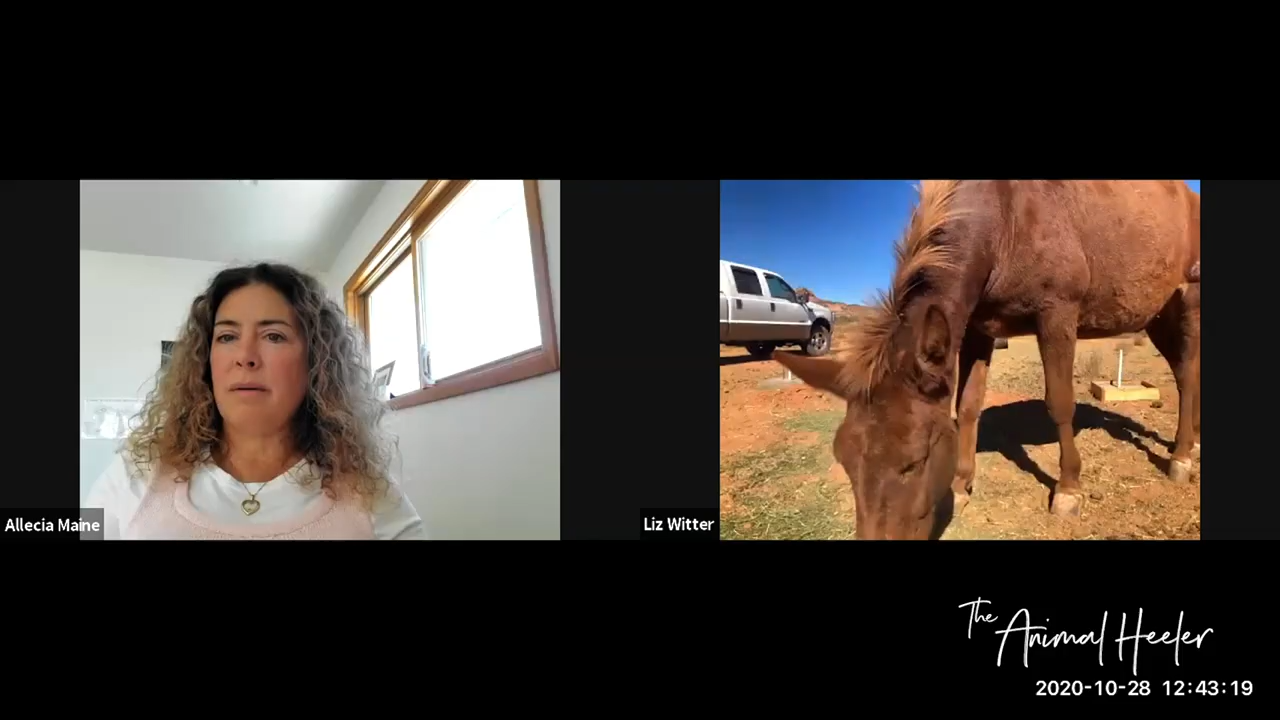 Allecia Maine
Liz Witter
The
Animal Heeler
2020-10-28 12:43:19